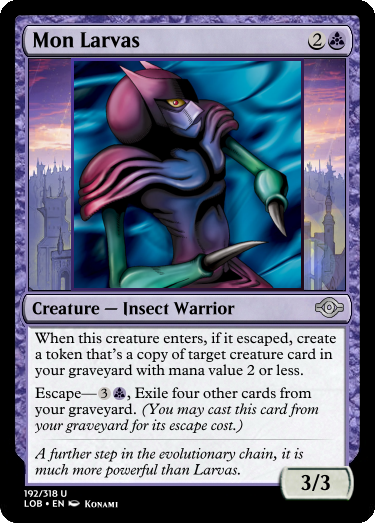 Mon Larvas 2
Creature — Insect Warrior
When this creature enters, if it escaped, create
a token that's a copy of target creature card in
your graveyard with mana value 2 or less.
Escape—3, Exile four other cards from
your graveyard. (You may cast this card from
your graveyard for its escape cost.)
A further step in the evolutionary chain, it is
much more powerful than Larvas.
3/3
192/318 U
LOB • EN Konami